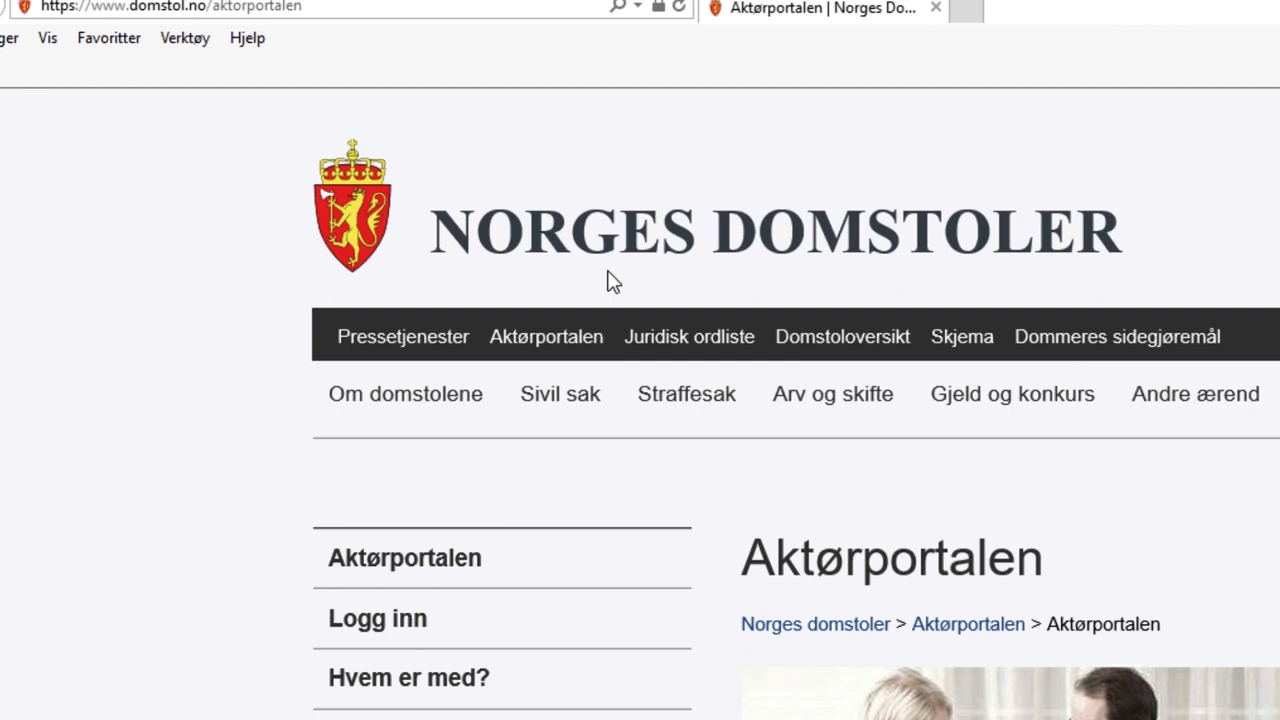 https://www.domstol.no/aktorportalen
Aktørportalen | Norges Do...
Vis Favoritter Verktøy Hjelp
NORGES DOMSTOLER
Pressetjenester Aktørportalen Juridisk ordliste Domstoloversikt Skjema Dommeres sidegjøremål
Om domstolene Sivil sak Straffesak Arv og skifte Gjeld og konkurs Andre ærend
Aktørportalen
Logg inn
Hvem er med?
Aktørportalen
Norges domstoler > Aktørportalen > Aktørportalen